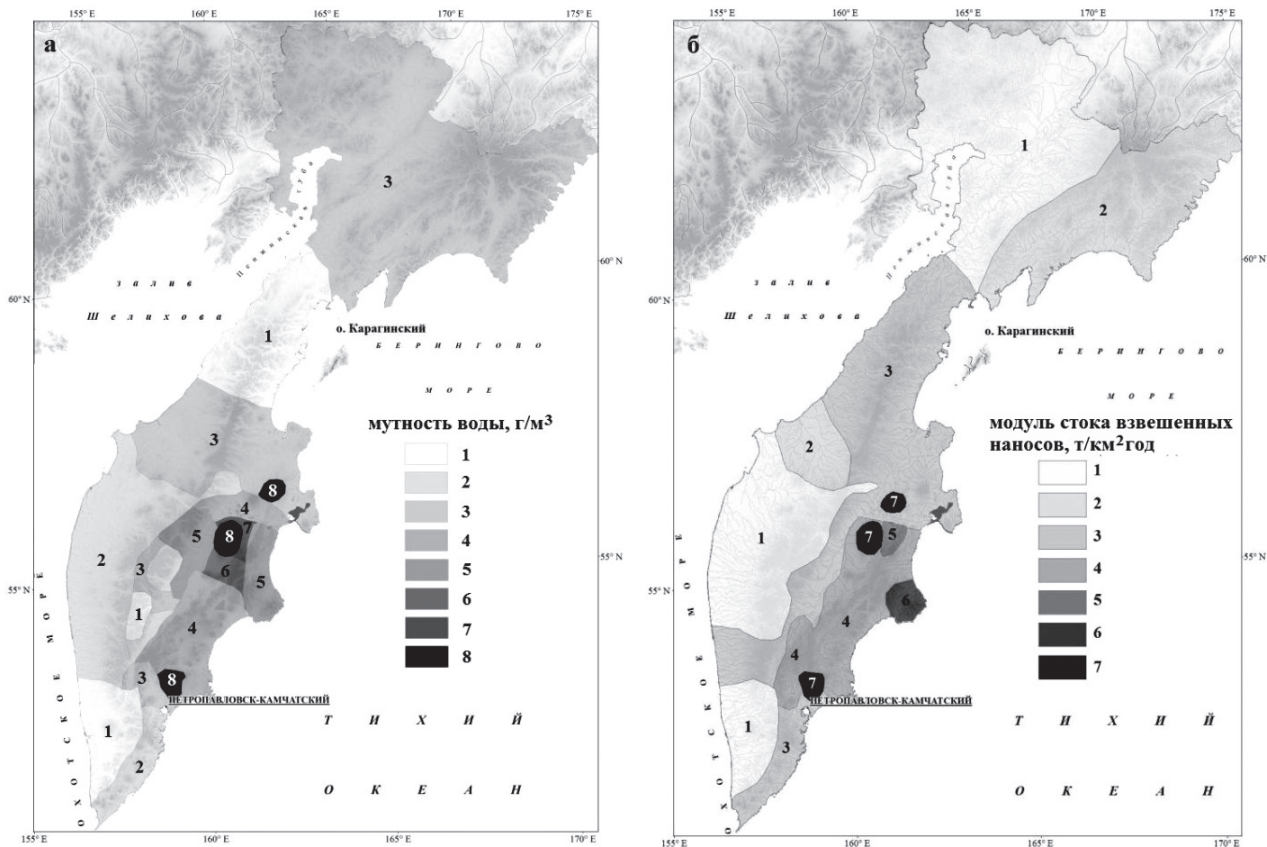 155° E 160° E 165° E 170° E 175° E
а
3
Пенжинская губа
60° N
60° N
залив
Шелихова
1
о. Карагинский
БЕРИНГОВО
МОРЕ
3
мутность воды, г/м³
1
2
3
4
5
6
7
8
8
4
7
5
8
2
3
6
5
55° N
55° N
1
4
3
8
ПЕТРОПАВЛОВСК-КАМЧАТСКИЙ
1
2
ОХОТСКОЕ МОРЕ
ТИХИЙ
ОКЕАН
155° E 160° E 165° E 170° E
155° E 160° E 165° E 170° E 175° E
б
1
2
Пенжинская губа
60° N
60° N
залив
Шелихова
о. Карагинский
БЕРИНГОВО
МОРЕ
3
2
модуль стока взвешенных
наносов, т/км²год
1
2
3
4
5
6
7
7
7
5
1
55° N
55° N
6
4
4
7
ПЕТРОПАВЛОВСК-КАМЧАТСКИЙ
1
3
ОХОТСКОЕ МОРЕ
ТИХИЙ
ОКЕАН
155° E 160° E 165° E 170° E